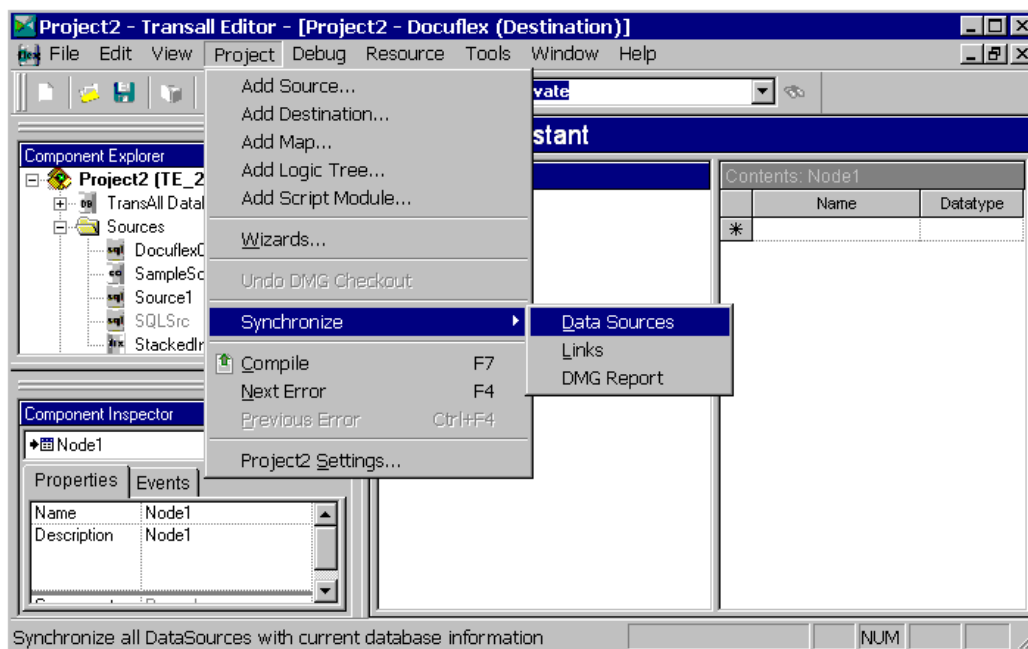 Project2 - Transall Editor - [Project2 - Docuflex (Destination)]
File Edit View Project Debug Resource Tools Window Help
vate
stant
Add Source...
Add Destination...
Add Map...
Add Logic Tree...
Add Script Module...
Wizards...
Undo DMG Checkout
Synchronize
Compile F7
Next Error F4
Previous Error Ctrl+F4
Project2 Settings...
Data Sources
Links
DMG Report
Component Explorer
Project2 (TE_2
TransAll Datal
Sources
DocuflexC
SampleSc
Source1
SQLSrc
StackedIr
Component Inspector
Node1
Properties Events
Name Node1
Description Node1
Contents: Node1
Name Datatype
Synchronize all DataSources with current database information
NUM